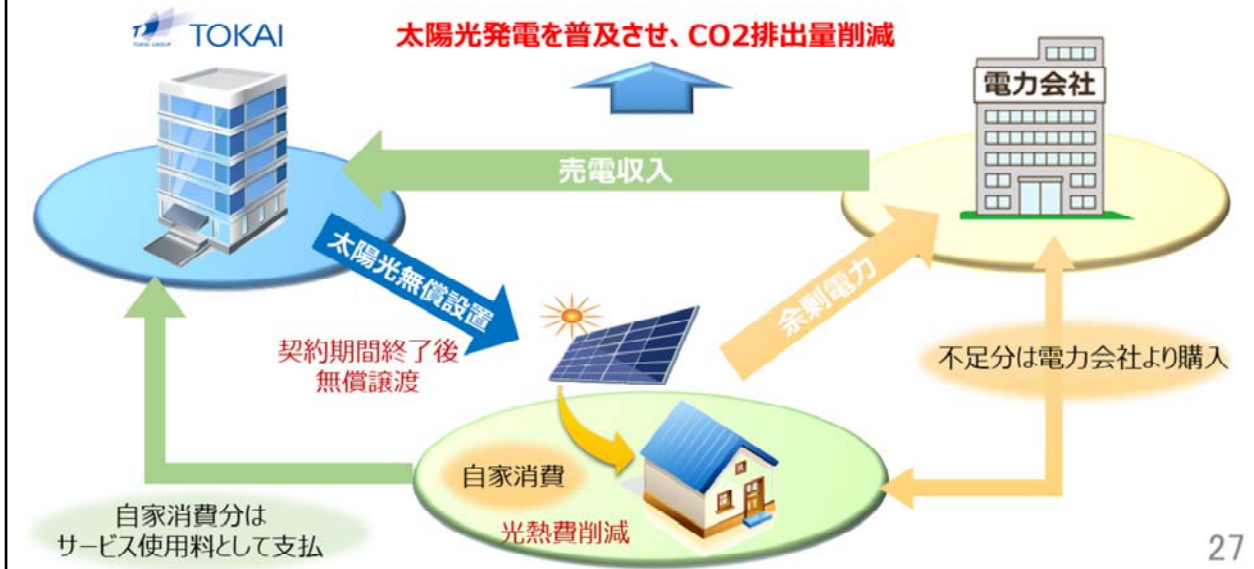 TOKAI
TOKAI GROUP
太陽光発電を普及させ、CO2排出量削減
電力会社
売電収入
太陽光無償設置
余剰電力
契約期間終了後
無償譲渡
不足分は電力会社より購入
自家消費
光熱費削減
自家消費分は
サービス使用料として支払
27